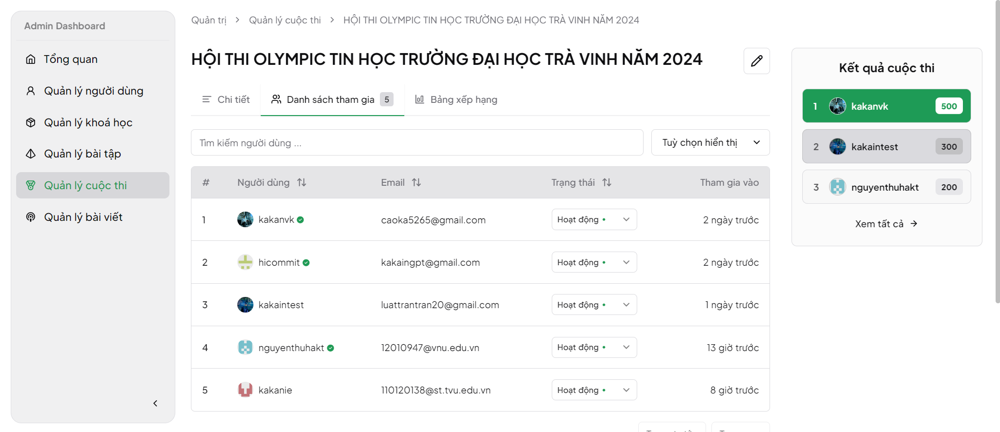 Admin Dashboard
Tổng quan
Quản lý người dùng
Quản lý khoá học
Quản lý bài tập
Quản lý cuộc thi
Quản lý bài viết
Quản trị > Quản lý cuộc thi > HỘI THI OLYMPIC TIN HỌC TRƯỜNG ĐẠI HỌC TRÀ VINH NĂM 2024
HỘI THI OLYMPIC TIN HỌC TRƯỜNG ĐẠI HỌC TRÀ VINH NĂM 2024
Chi tiết Danh sách tham gia 5 Bảng xếp hạng
Tìm kiếm người dùng ... Tuỳ chọn hiển thị
# Người dùng Email Trạng thái Tham gia vào
1 kakanvk caoka5265@gmail.com Hoạt động 2 ngày trước
2 hicommit kakaingpt@gmail.com Hoạt động 2 ngày trước
3 kakaintest luattrantran20@gmail.com Hoạt động 1 ngày trước
4 nguyenthuhakt 12010947@vnu.edu.vn Hoạt động 13 giờ trước
5 kakanie 110120138@st.tvu.edu.vn Hoạt động 8 giờ trước
Kết quả cuộc thi
1 kakanvk 500
2 kakaintest 300
3 nguyenthuhakt 200
Xem tất cả →